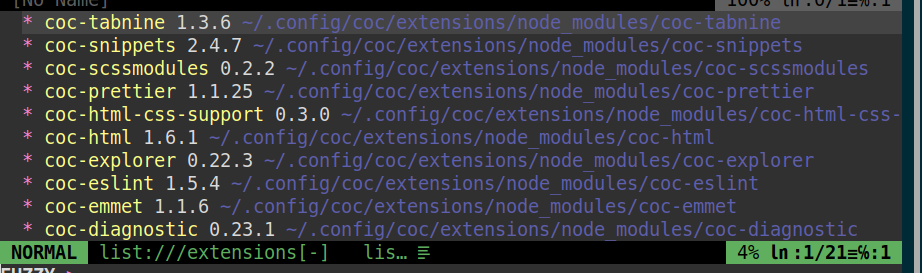 [No Name] 100% ln:0/1≡℅:1
* coc-tabnine 1.3.6 ~/.config/coc/extensions/node_modules/coc-tabnine
* coc-snippets 2.4.7 ~/.config/coc/extensions/node_modules/coc-snippets
* coc-scssmodules 0.2.2 ~/.config/coc/extensions/node_modules/coc-scssmodules
* coc-prettier 1.1.25 ~/.config/coc/extensions/node_modules/coc-prettier
* coc-html-css-support 0.3.0 ~/.config/coc/extensions/node_modules/coc-html-css-
* coc-html 1.6.1 ~/.config/coc/extensions/node_modules/coc-html
* coc-explorer 0.22.3 ~/.config/coc/extensions/node_modules/coc-explorer
* coc-eslint 1.5.4 ~/.config/coc/extensions/node_modules/coc-eslint
* coc-emmet 1.1.6 ~/.config/coc/extensions/node_modules/coc-emmet
* coc-diagnostic 0.23.1 ~/.config/coc/extensions/node_modules/coc-diagnostic
NORMAL list:///extensions[-] lis… 4% ln:1/21≡℅:1
FUZZY >